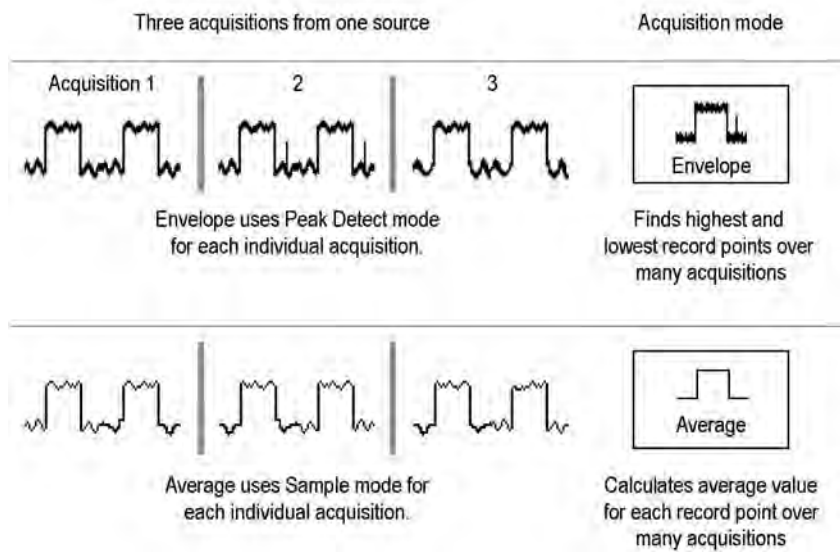 Three acquisitions from one source
Acquisition mode
Acquisition 1
2
3
Envelope
Envelope uses Peak Detect mode
for each individual acquisition.
Finds highest and
lowest record points over
many acquisitions
Average
Average uses Sample mode for
each individual acquisition.
Calculates average value
for each record point over
many acquisitions